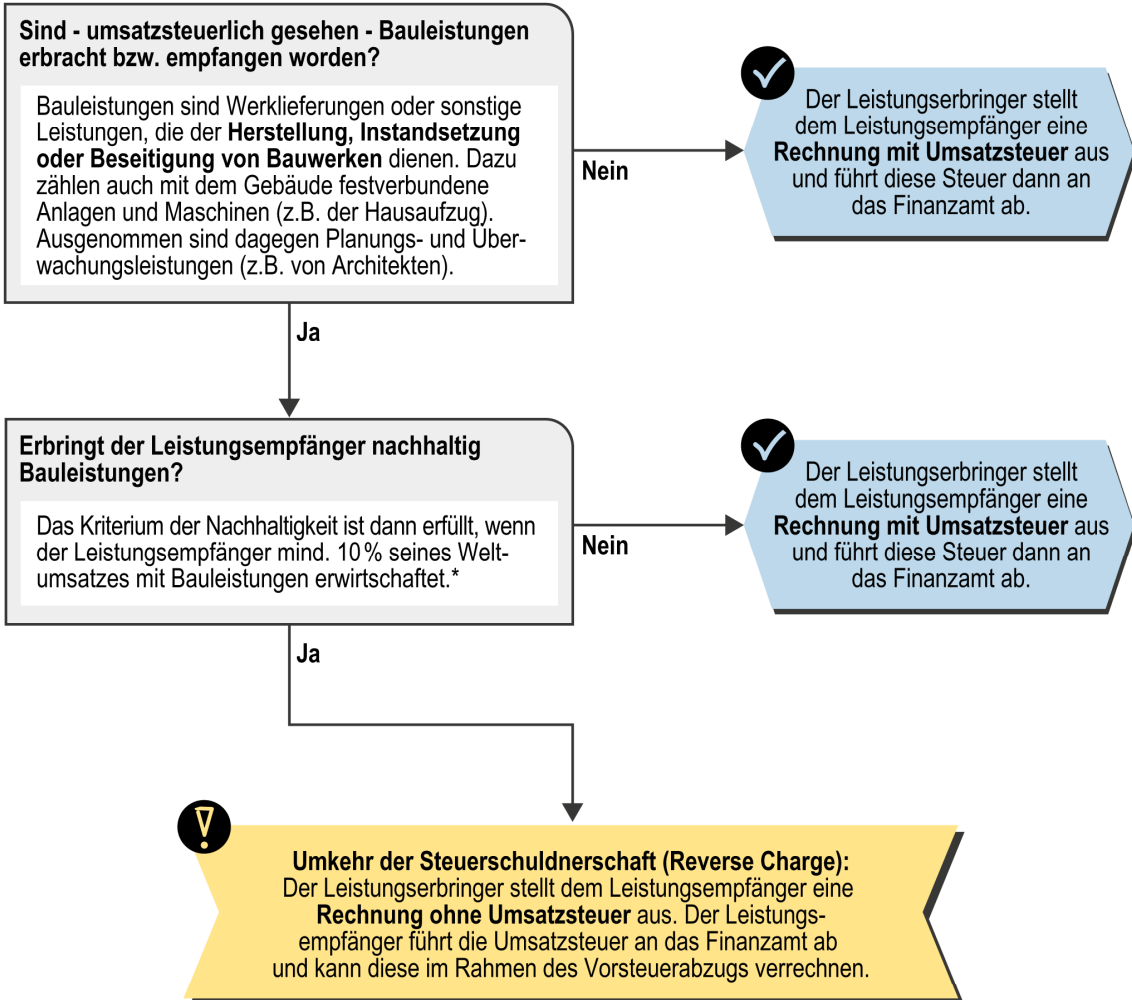 Sind - umsatzsteuerlich gesehen - Bauleistungen
erbracht bzw. empfangen worden?
Bauleistungen sind Werklieferungen oder sonstige
Leistungen, die der Herstellung, Instandsetzung
oder Beseitigung von Bauwerken dienen. Dazu
zählen auch mit dem Gebäude festverbundene
Anlagen und Maschinen (z.B. der Hausaufzug).
Ausgenommen sind dagegen Planungs- und Über-
wachungsleistungen (z.B. von Architekten).
Nein
Der Leistungserbringer stellt
dem Leistungsempfänger eine
Rechnung mit Umsatzsteuer aus
und führt diese Steuer dann an
das Finanzamt ab.
Ja
Erbringt der Leistungsempfänger nachhaltig
Bauleistungen?
Das Kriterium der Nachhaltigkeit ist dann erfüllt, wenn
der Leistungsempfänger mind. 10 % seines Welt-
umsatzes mit Bauleistungen erwirtschaftet.*
Nein
Der Leistungserbringer stellt
dem Leistungsempfänger eine
Rechnung mit Umsatzsteuer aus
und führt diese Steuer dann an
das Finanzamt ab.
Ja
Umkehr der Steuerschuldnerschaft (Reverse Charge):
Der Leistungserbringer stellt dem Leistungsempfänger eine
Rechnung ohne Umsatzsteuer aus. Der Leistungs-
empfänger führt die Umsatzsteuer an das Finanzamt ab
und kann diese im Rahmen des Vorsteuerabzugs verrechnen.